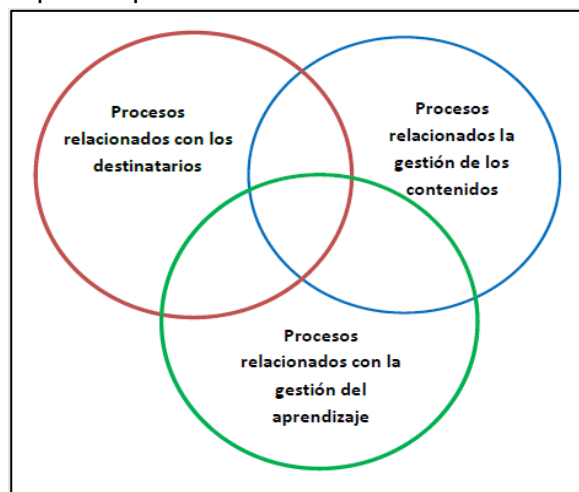 Procesos
relacionados con los
destinatarios
Procesos
relacionados la
gestión de los
contenidos
Procesos
relacionados con la
gestión del
aprendizaje